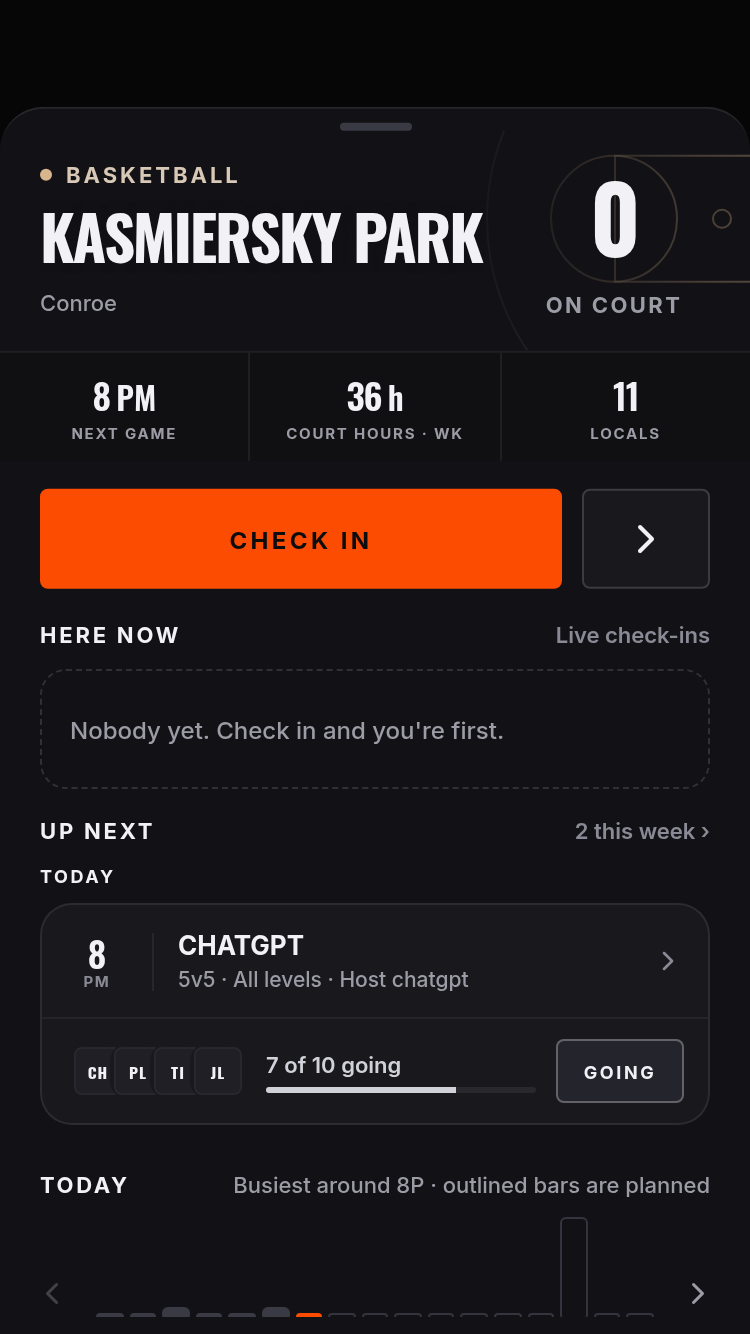 BASKETBALL
KASMIERSKY PARK
Conroe
0
ON COURT
8 PM
NEXT GAME
36 h
COURT HOURS · WK
11
LOCALS
CHECK IN
HERE NOW
Live check-ins
Nobody yet. Check in and you're first.
UP NEXT
2 this week ›
TODAY
8
PM
CHATGPT
5v5 · All levels · Host chatgpt
CH PL TI JL
7 of 10 going
GOING
TODAY
Busiest around 8P · outlined bars are planned